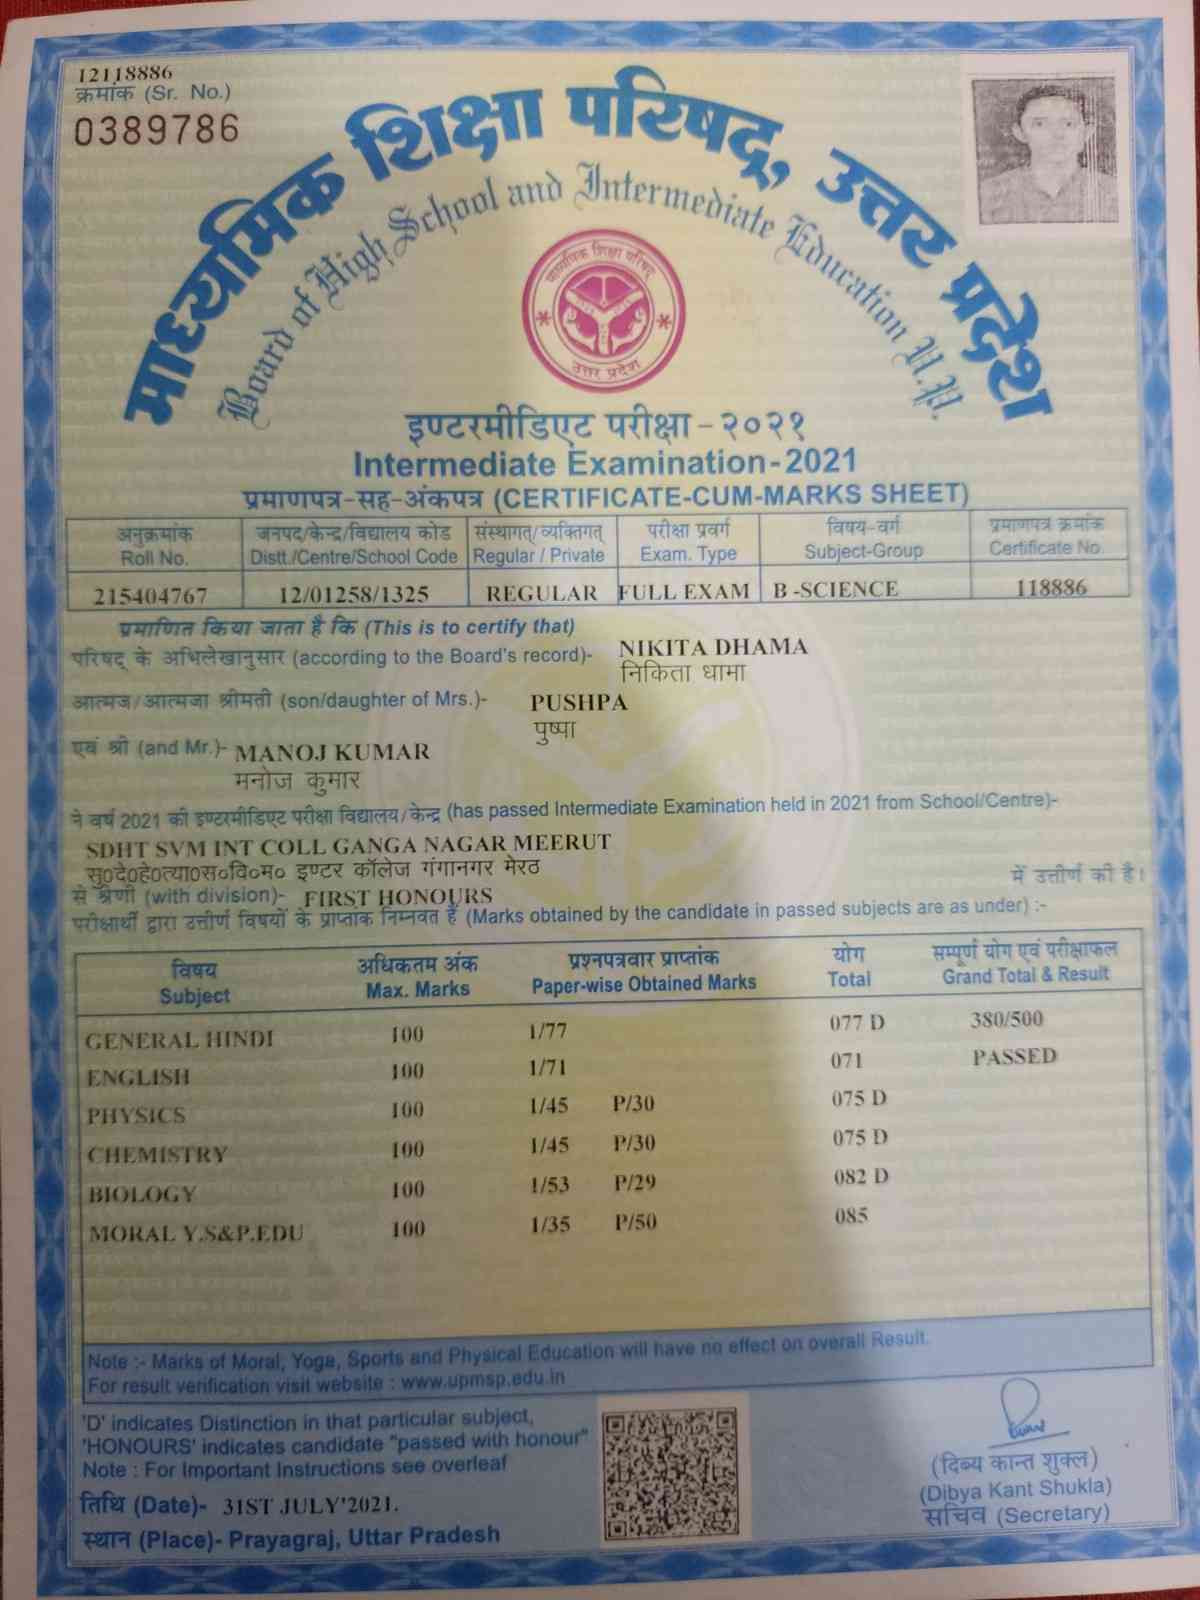 12118886
क्रमांक (Sr. No.)
0389786
माध्यमिक शिक्षा परिषद्, उत्तर प्रदेश
Board of High School and Intermediate Education U.P.
माध्यमिक शिक्षा परिषद्
उत्तर प्रदेश
इण्टरमीडिएट परीक्षा - २०२१
Intermediate Examination-2021
प्रमाणपत्र-सह-अंकपत्र (CERTIFICATE-CUM-MARKS SHEET)
अनुक्रमांक जनपद/केन्द्र/विद्यालय कोड संस्थागत/व्यक्तिगत परीक्षा प्रवर्ग विषय-वर्ग प्रमाणपत्र क्रमांक
Roll No. Distt./Centre/School Code Regular / Private Exam. Type Subject-Group Certificate No.
215404767 12/01258/1325 REGULAR FULL EXAM B -SCIENCE 118886
प्रमाणित किया जाता है कि (This is to certify that)
परिषद् के अभिलेखानुसार (according to the Board's record)- NIKITA DHAMA
निकिता धामा
आत्मज/आत्मजा श्रीमती (son/daughter of Mrs.)- PUSHPA
पुष्पा
एवं श्री (and Mr.)- MANOJ KUMAR
मनोज कुमार
ने वर्ष 2021 की इण्टरमीडिएट परीक्षा विद्यालय/केन्द्र (has passed Intermediate Examination held in 2021 from School/Centre)-
SDHT SVM INT COLL GANGA NAGAR MEERUT
सु0दे0हे0त्या0स०वि०म० इण्टर कॉलेज गंगानगर मेरठ में उत्तीर्ण की है।
से श्रेणी (with division)- FIRST HONOURS
परीक्षार्थी द्वारा उत्तीर्ण विषयों के प्राप्तांक निम्नवत हैं (Marks obtained by the candidate in passed subjects are as under) :-
विषय अधिकतम अंक प्रश्नपत्रवार प्राप्तांक योग सम्पूर्ण योग एवं परीक्षाफल
Subject Max. Marks Paper-wise Obtained Marks Total Grand Total & Result
GENERAL HINDI 100 1/77 077 D 380/500
ENGLISH 100 1/71 071 PASSED
PHYSICS 100 1/45 P/30 075 D
CHEMISTRY 100 1/45 P/30 075 D
BIOLOGY 100 1/53 P/29 082 D
MORAL Y.S&P.EDU 100 1/35 P/50 085
Note :- Marks of Moral, Yoga, Sports and Physical Education will have no effect on overall Result.
For result verification visit website : www.upmsp.edu.in
'D' indicates Distinction in that particular subject,
'HONOURS' indicates candidate "passed with honour"
Note : For Important Instructions see overleaf
तिथि (Date)- 31ST JULY'2021.
स्थान (Place)- Prayagraj, Uttar Pradesh
(दिब्य कान्त शुक्ल)
(Dibya Kant Shukla)
सचिव (Secretary)